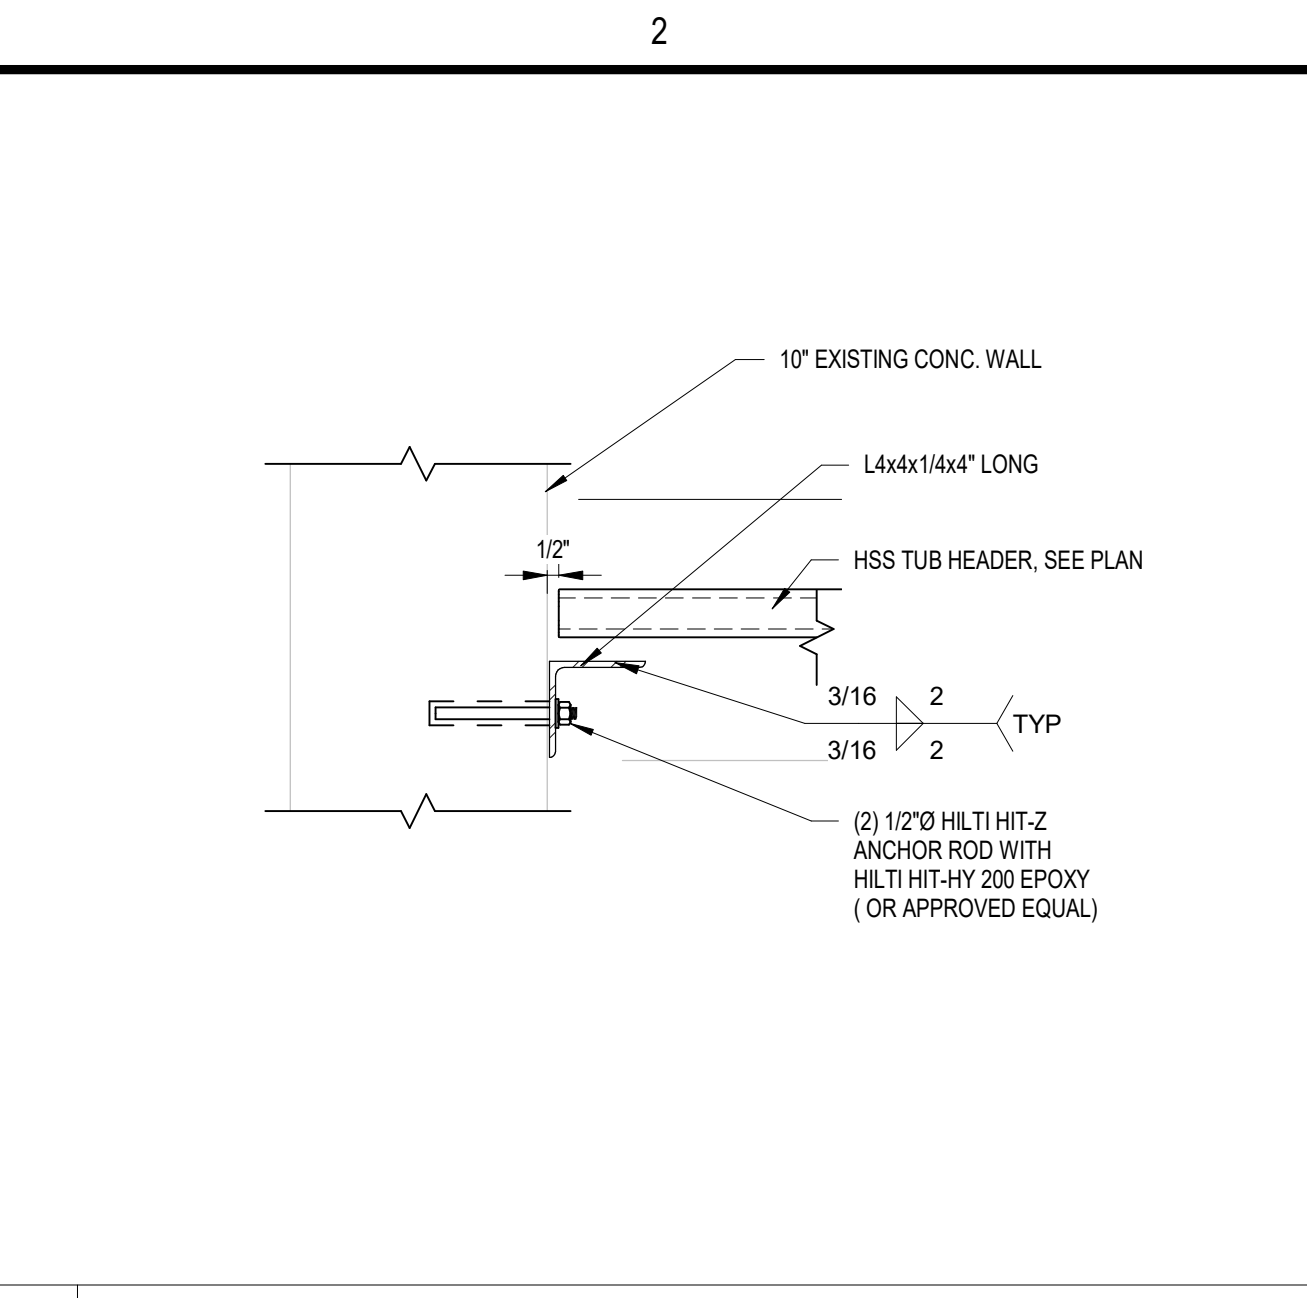 2
10" EXISTING CONC. WALL
L4x4x1/4x4" LONG
1/2"
HSS TUB HEADER, SEE PLAN
3/16 2
TYP
3/16 2
(2) 1/2"Ø HILTI HIT-Z
ANCHOR ROD WITH
HILTI HIT-HY 200 EPOXY
( OR APPROVED EQUAL)